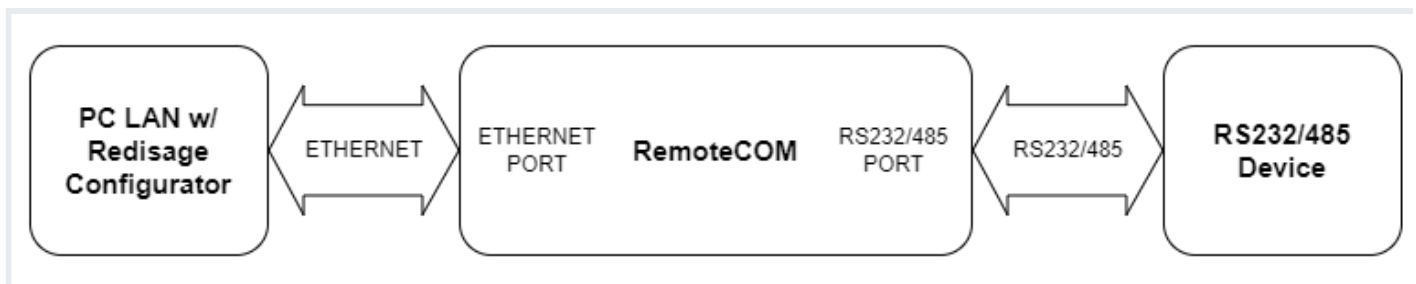 PC LAN w/
Redisage
Configurator
ETHERNET
ETHERNET
PORT
RemoteCOM
RS232/485
PORT
RS232/485
RS232/485
Device